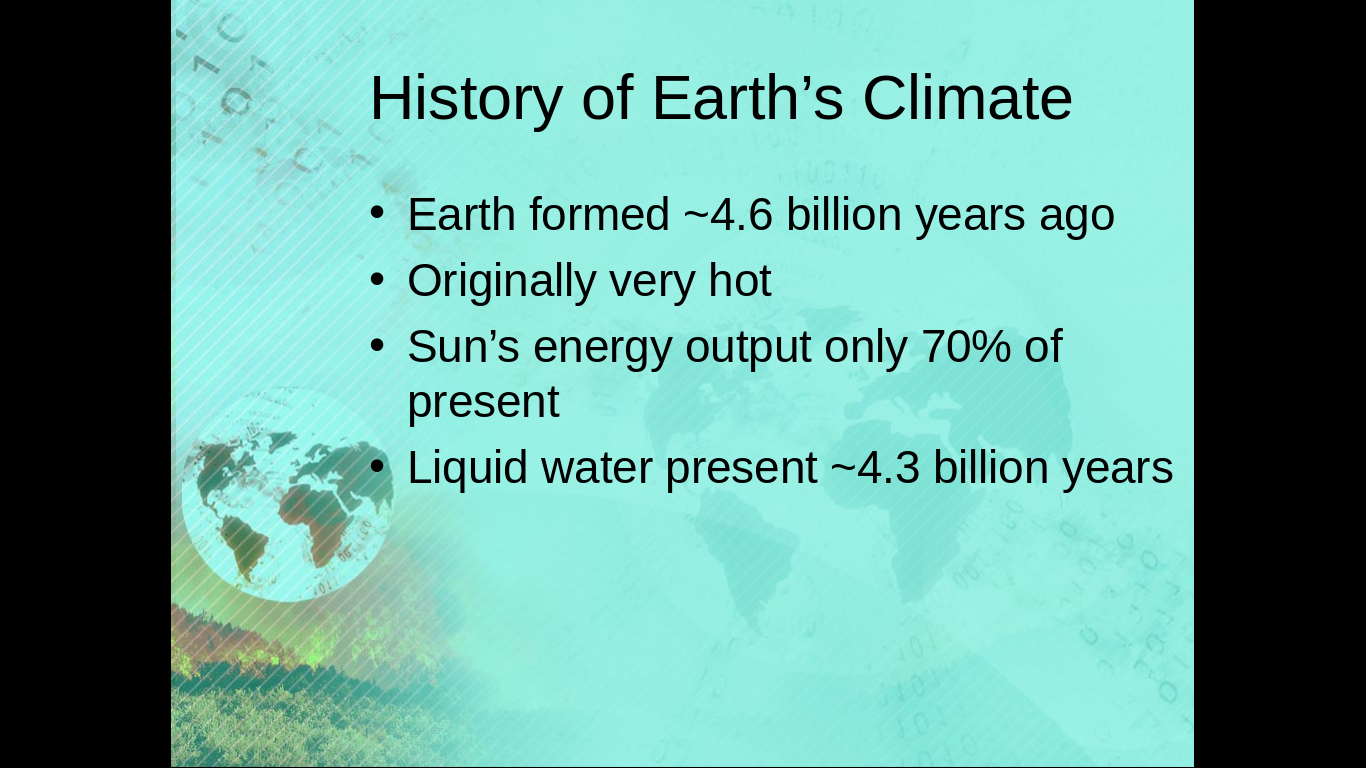 History of Earth’s Climate
• Earth formed ~4.6 billion years ago
• Originally very hot
• Sun’s energy output only 70% of
present
• Liquid water present ~4.3 billion years